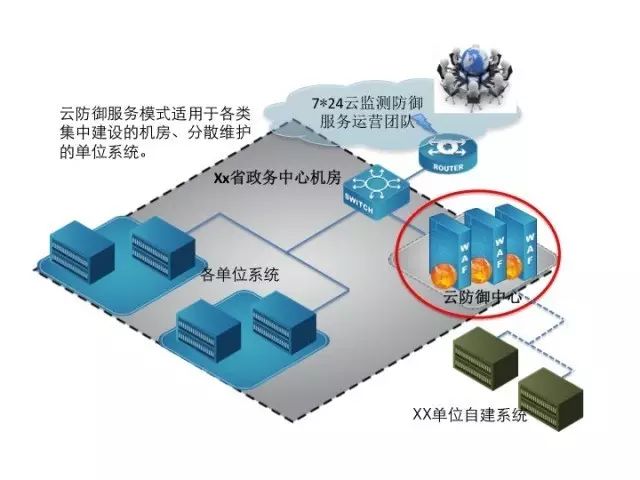 云防御服务模式适用于各类
集中建设的机房、分散维护
的单位系统。
7*24云监测防御
服务运营团队
ROUTER
Xx省政务中心机房
SWITCH
WAF
WAF
WAF
云防御中心
各单位系统
XX单位自建系统